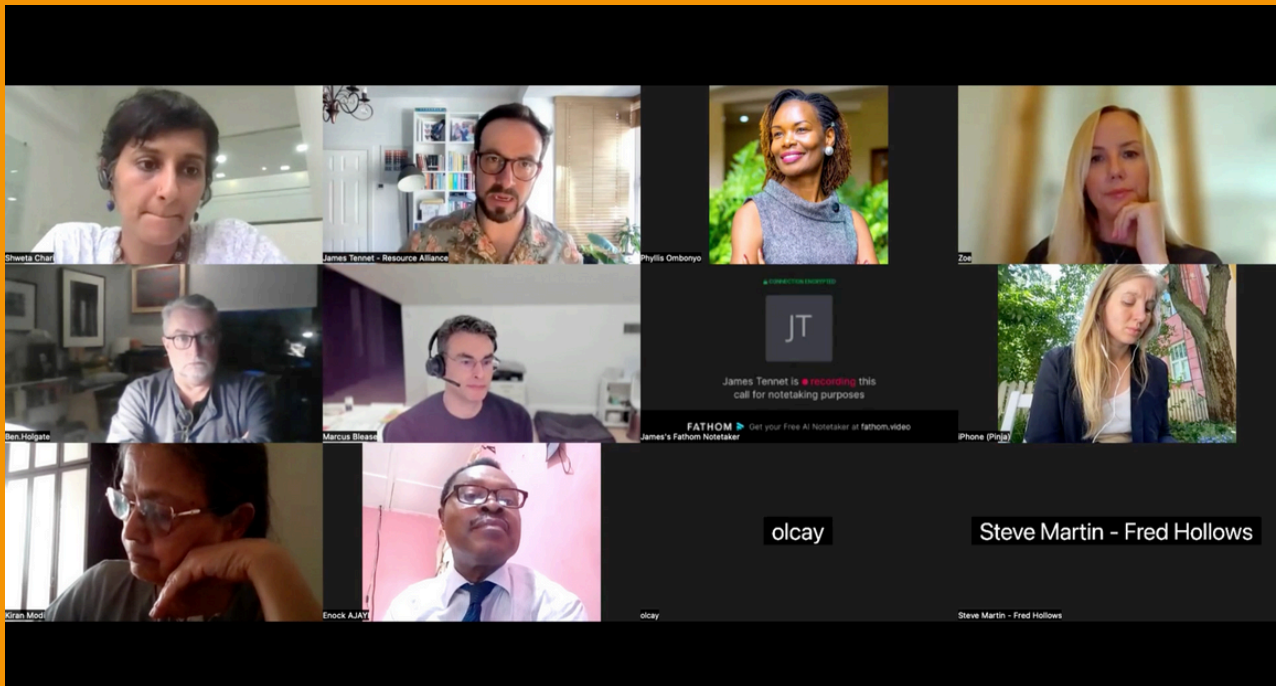 Shweta Chari
James Tennet - Resource Alliance
Phyllis Ombonyo
Zoe
Ben.Holgate
Marcus Blease
CONNECTION ENCRYPTED
JT
James Tennet is recording this
call for notetaking purposes
FATHOM Get your Free AI Notetaker at fathom.video
James's Fathom Notetaker
iPhone (Pinja)
Kiran Modi
Enock AJAYI
olcay
olcay
Steve Martin - Fred Hollows
Steve Martin - Fred Hollows